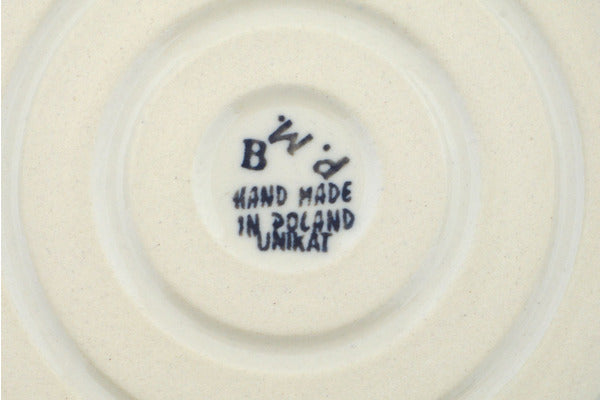 B .M.P.
HAND MADE
IN POLAND
UNIKAT